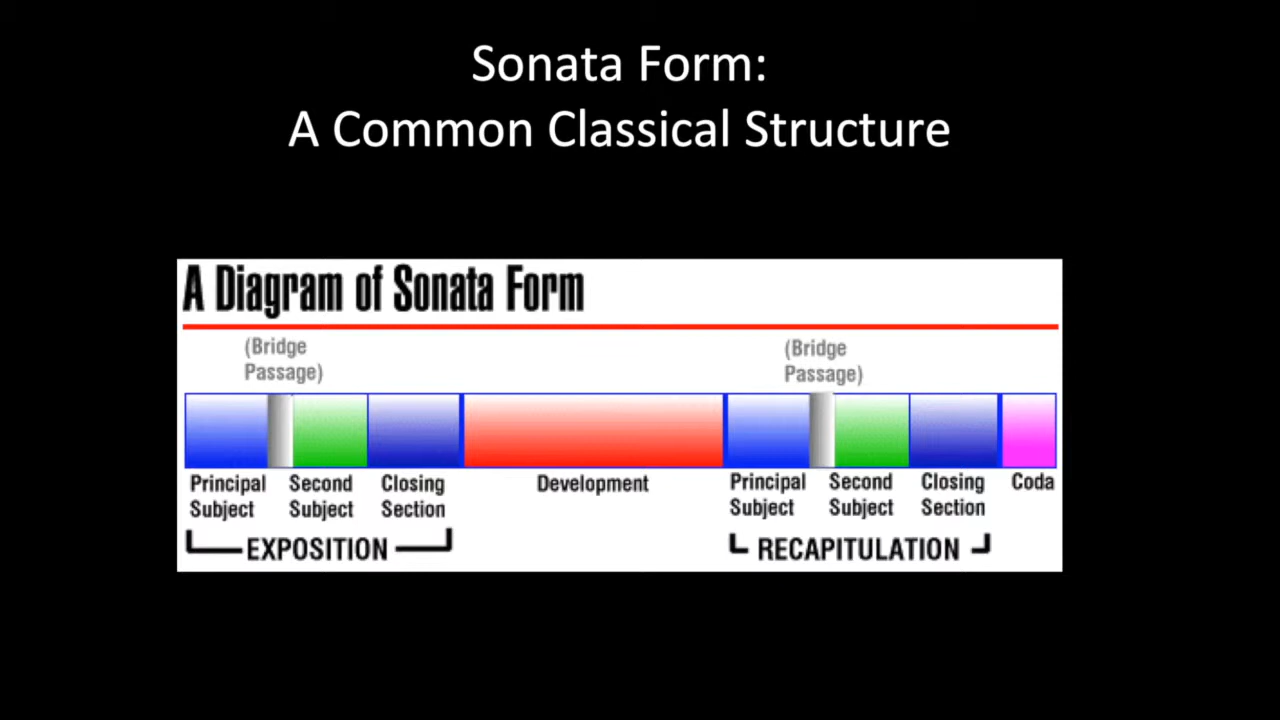 Sonata Form:
A Common Classical Structure
A Diagram of Sonata Form
(Bridge
Passage)
(Bridge
Passage)
Principal
Subject
Second
Subject
Closing
Section
Development
Principal
Subject
Second
Subject
Closing
Section
Coda
EXPOSITION
RECAPITULATION